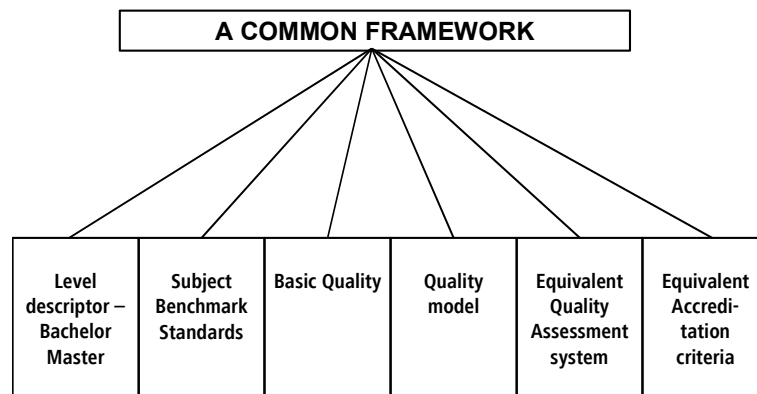 A COMMON FRAMEWORK
Level
descriptor –
Bachelor
Master
Subject
Benchmark
Standards
Basic Quality
Quality
model
Equivalent
Quality
Assessment
system
Equivalent
Accredi-
tation
criteria